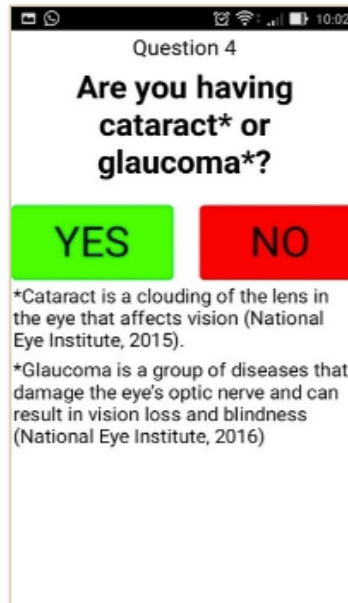 10:02
Question 4
Are you having
cataract* or
glaucoma*?
YES NO
*Cataract is a clouding of the lens in
the eye that affects vision (National
Eye Institute, 2015).
*Glaucoma is a group of diseases that
damage the eye's optic nerve and can
result in vision loss and blindness
(National Eye Institute, 2016)